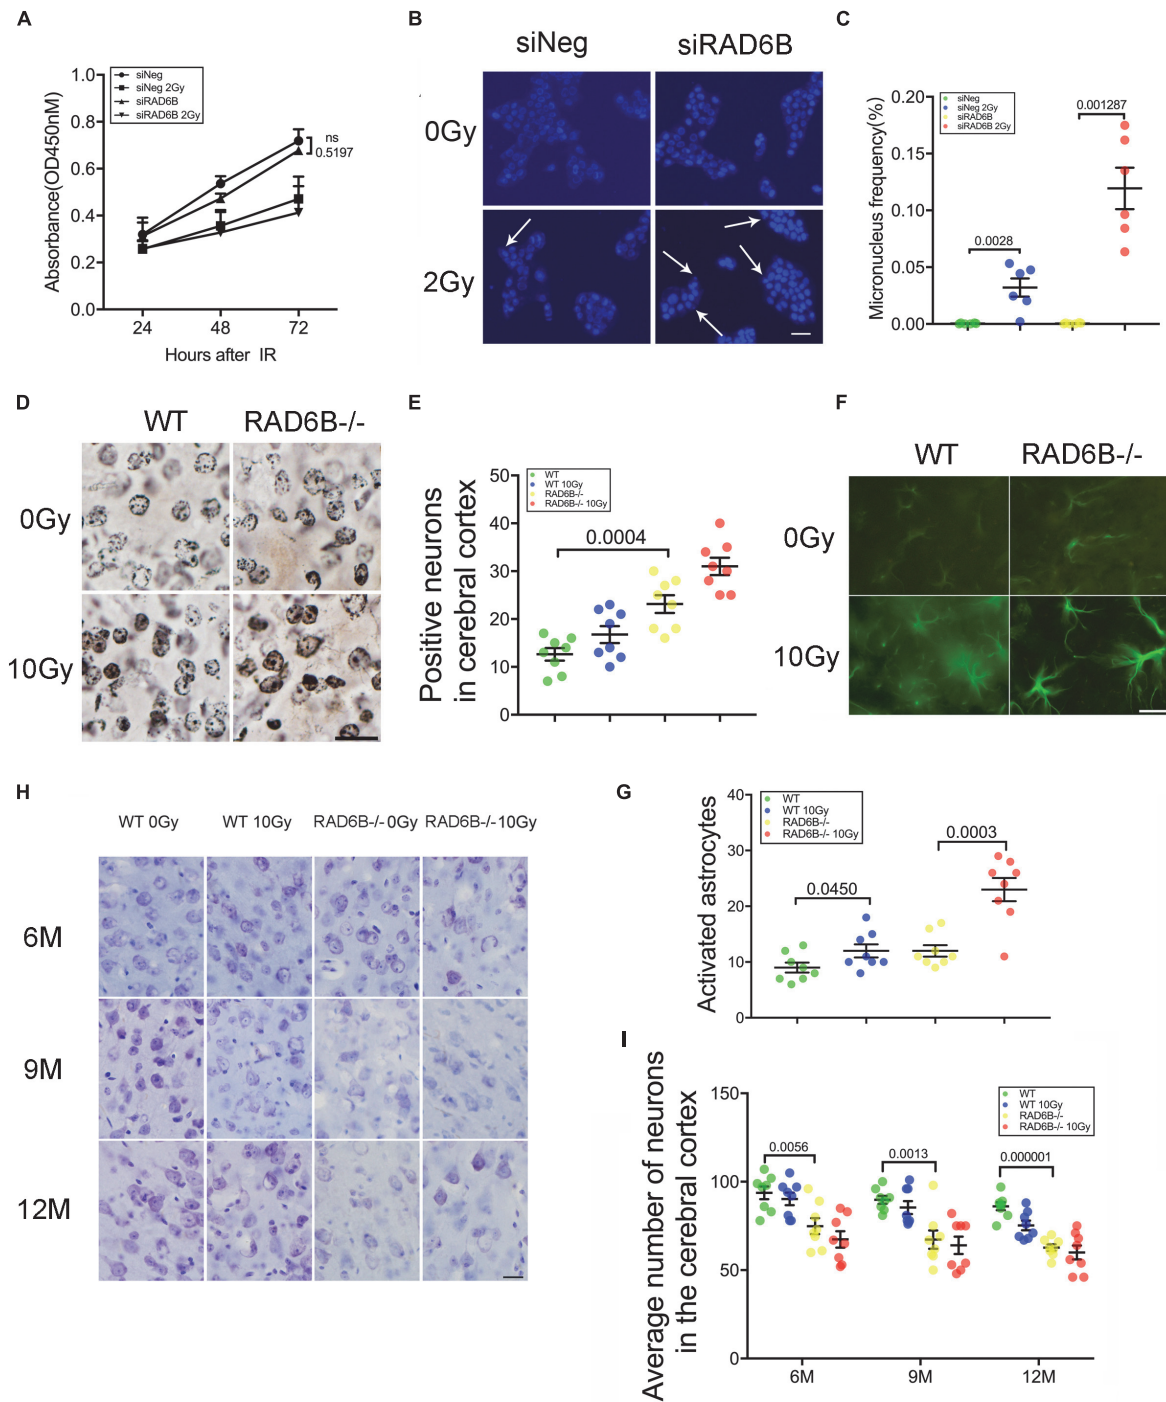 A
Absorbance(OD450nM)
1.0
0.8
0.6
0.4
0.2
0.0
siNeg
siNeg 2Gy
siRAD6B
siRAD6B 2Gy
ns
0.5197
24 48 72
Hours after IR
B
siNeg siRAD6B
0Gy
2Gy
C
Micronucleus frequency(%)
0.20
0.15
0.10
0.05
0.00
siNeg
siNeg 2Gy
siRAD6B
siRAD6B 2Gy
0.0028
0.001287
D
WT RAD6B-/-
0Gy
10Gy
E
Positive neurons
in cerebral cortex
50
40
30
20
10
0
WT
WT 10Gy
RAD6B-/-
RAD6B-/- 10Gy
0.0004
F
WT RAD6B-/-
0Gy
10Gy
H
WT 0Gy WT 10Gy RAD6B-/- 0Gy RAD6B-/- 10Gy
6M
9M
12M
G
Activated astrocytes
40
30
20
10
0
WT
WT 10Gy
RAD6B-/-
RAD6B-/- 10Gy
0.0450
0.0003
I
Average number of neurons
in the cerebral cortex
150
100
50
0
WT
WT 10Gy
RAD6B-/-
RAD6B-/- 10Gy
0.0056
0.0013
0.000001
6M 9M 12M